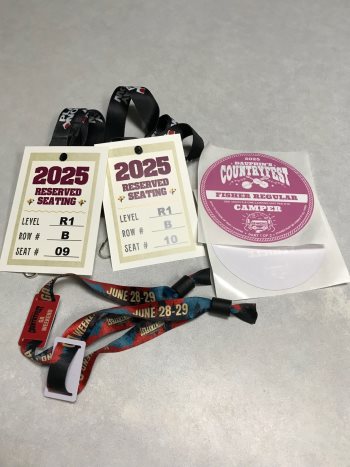 2025
RESERVED
SEATING
LEVEL R1
ROW # B
SEAT # 09
2025
RESERVED
SEATING
LEVEL R1
ROW # B
SEAT # 10
2025
DAUPHIN'S
COUNTRYFEST
FISHER REGULAR
CAMPER
JUNE 28-29
JUNE 28-29